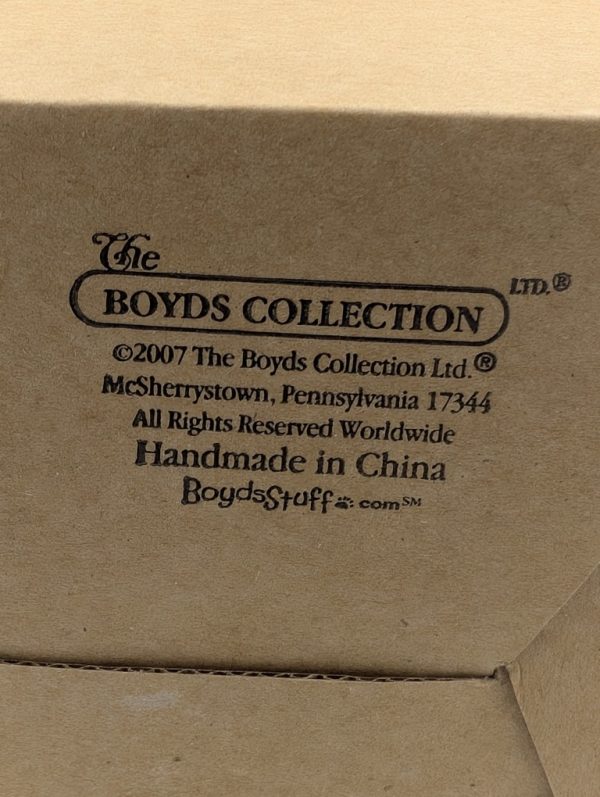 The
BOYDS COLLECTION LTD.®
©2007 The Boyds Collection Ltd.®
McSherrystown, Pennsylvania 17344
All Rights Reserved Worldwide
Handmade in China
BoydsStuff.com℠